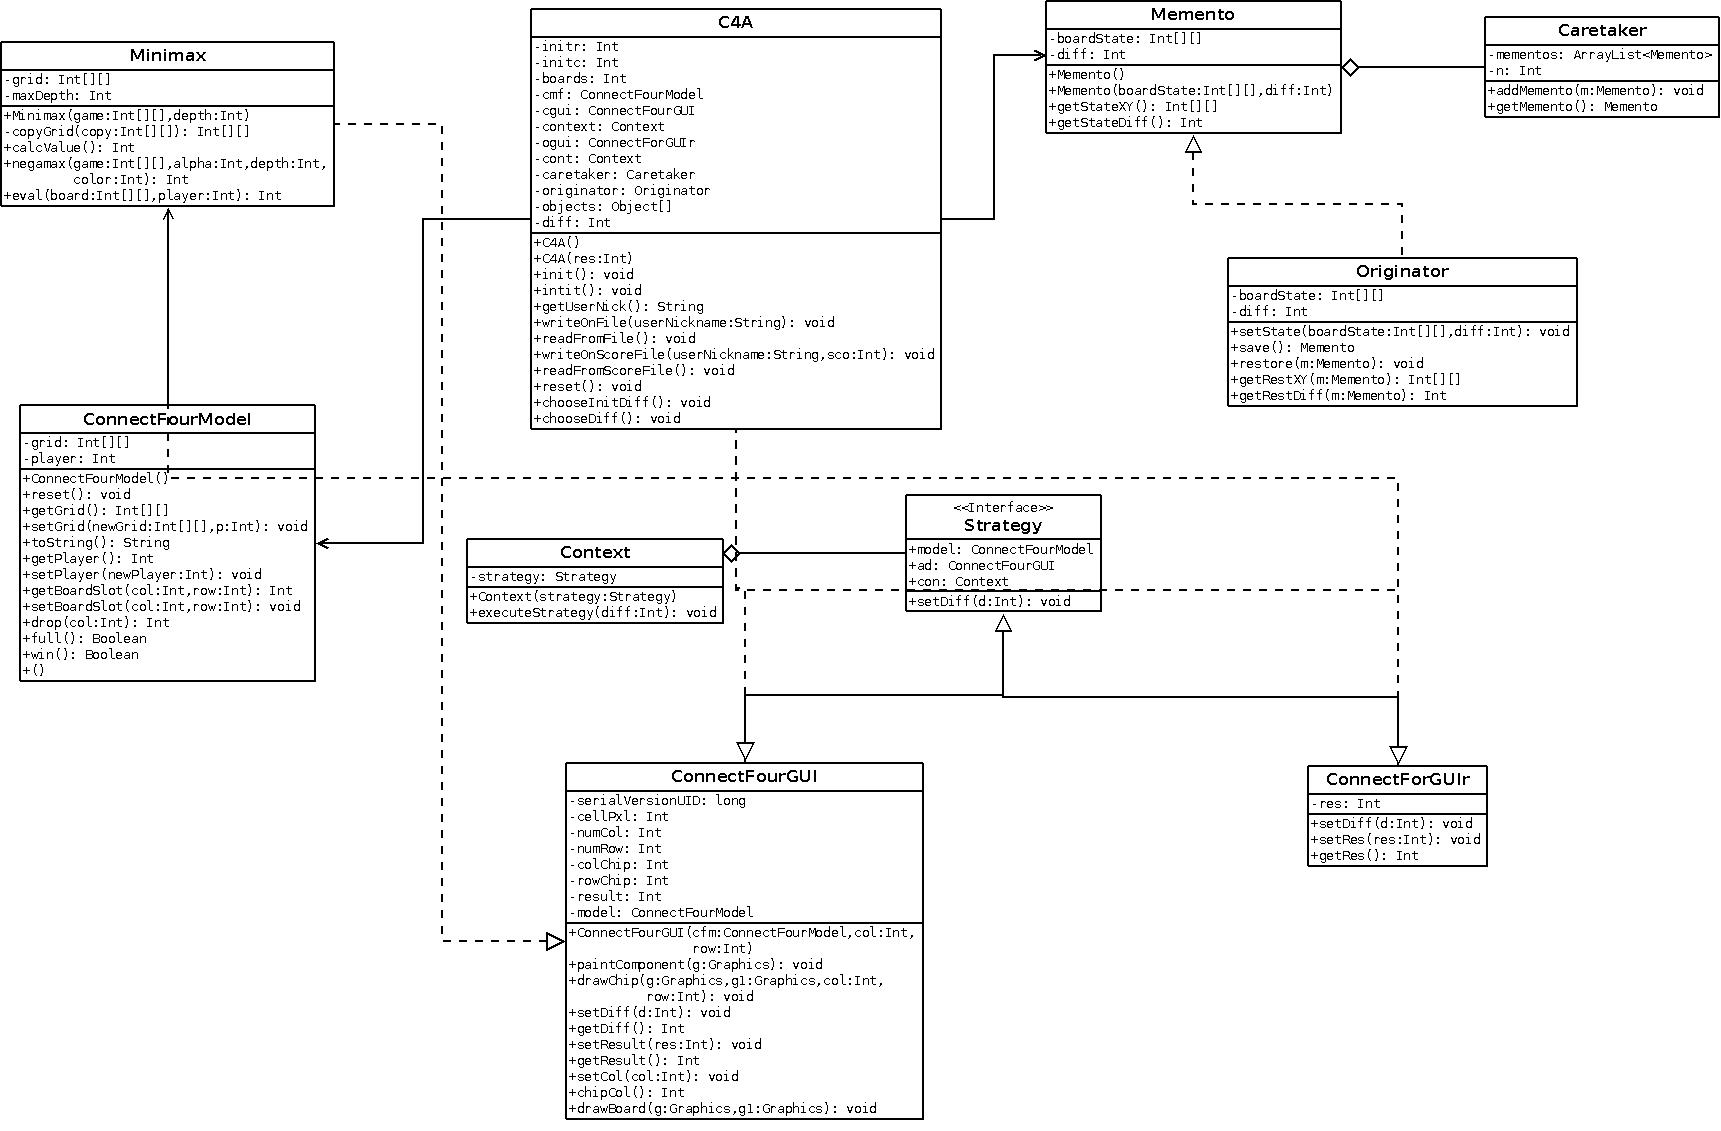 Minimax
-grid: Int[][]
-maxDepth: Int
+Minimax(game:Int[][],depth:Int)
-copyGrid(copy:Int[][]): Int[][]
+calcValue(): Int
+negamax(game:Int[][],alpha:Int,depth:Int,
color:Int): Int
+eval(board:Int[][],player:Int): Int
C4A
-initr: Int
-initc: Int
-boards: Int
-cmf: ConnectFourModel
-cgui: ConnectFourGUI
-context: Context
-ogui: ConnectForGUIr
-cont: Context
-caretaker: Caretaker
-originator: Originator
-objects: Object[]
-diff: Int
+C4A()
+C4A(res:Int)
+init(): void
+intit(): void
+getUserNick(): String
+writeOnFile(userNickname:String): void
+readFromFile(): void
+writeOnScoreFile(userNickname:String,sco:Int): void
+readFromScoreFile(): void
+reset(): void
+chooseInitDiff(): void
+chooseDiff(): void
Memento
-boardState: Int[][]
-diff: Int
+Memento()
+Memento(boardState:Int[][],diff:Int)
+getStateXY(): Int[][]
+getStateDiff(): Int
Caretaker
-mementos: ArrayList<Memento>
-n: Int
+addMemento(m:Memento): void
+getMemento(): Memento
Originator
-boardState: Int[][]
-diff: Int
+setState(boardState:Int[][],diff:Int): void
+save(): Memento
+restore(m:Memento): void
+getRestXY(m:Memento): Int[][]
+getRestDiff(m:Memento): Int
ConnectFourModel
-grid: Int[][]
-player: Int
+ConnectFourModel()
+reset(): void
+getGrid(): Int[][]
+setGrid(newGrid:Int[][],p:Int): void
+toString(): String
+getPlayer(): Int
+setPlayer(newPlayer:Int): void
+getBoardSlot(col:Int,row:Int): Int
+setBoardSlot(col:Int,row:Int): void
+drop(col:Int): Int
+full(): Boolean
+win(): Boolean
+()
Context
-strategy: Strategy
+Context(strategy:Strategy)
+executeStrategy(diff:Int): void
<<Interface>>
Strategy
+model: ConnectFourModel
+ad: ConnectFourGUI
+con: Context
+setDiff(d:Int): void
ConnectFourGUI
-serialVersionUID: long
-cellPxl: Int
-numCol: Int
-numRow: Int
-colChip: Int
-rowChip: Int
-result: Int
-model: ConnectFourModel
+ConnectFourGUI(cfm:ConnectFourModel,col:Int,
row:Int)
+paintComponent(g:Graphics): void
+drawChip(g:Graphics,g1:Graphics,col:Int,
row:Int): void
+setDiff(d:Int): void
+getDiff(): Int
+setResult(res:Int): void
+getResult(): Int
+setCol(col:Int): void
+chipCol(): Int
+drawBoard(g:Graphics,g1:Graphics): void
ConnectForGUIr
-res: Int
+setDiff(d:Int): void
+setRes(res:Int): void
+getRes(): Int